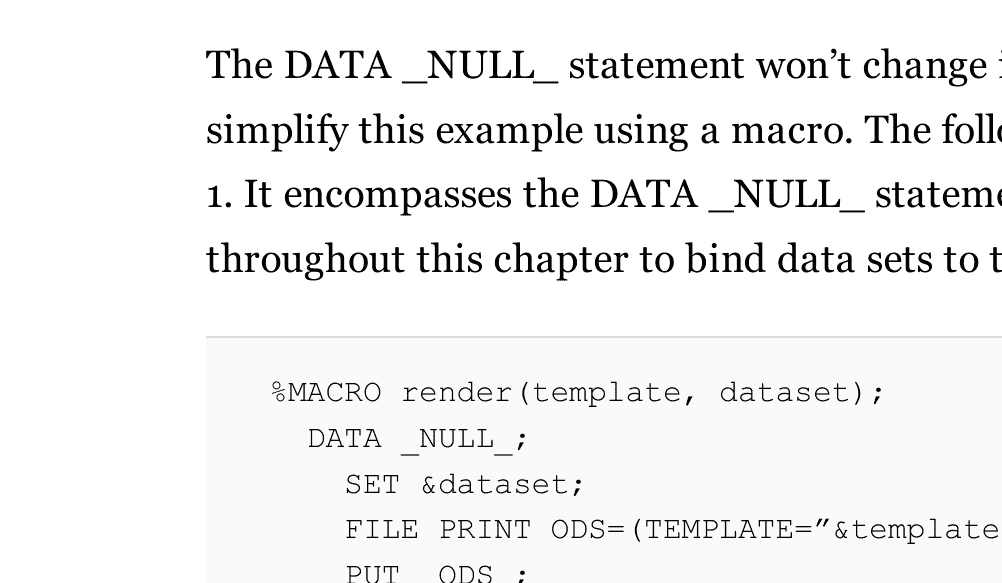 The DATA _NULL_ statement won’t change
simplify this example using a macro. The
1. It encompasses the DATA _NULL_
throughout this chapter to bind data sets to
%MACRO render(template, dataset);
DATA _NULL_;
SET &dataset;
FILE PRINT ODS=(TEMPLATE=”&template
PUT _ODS_;